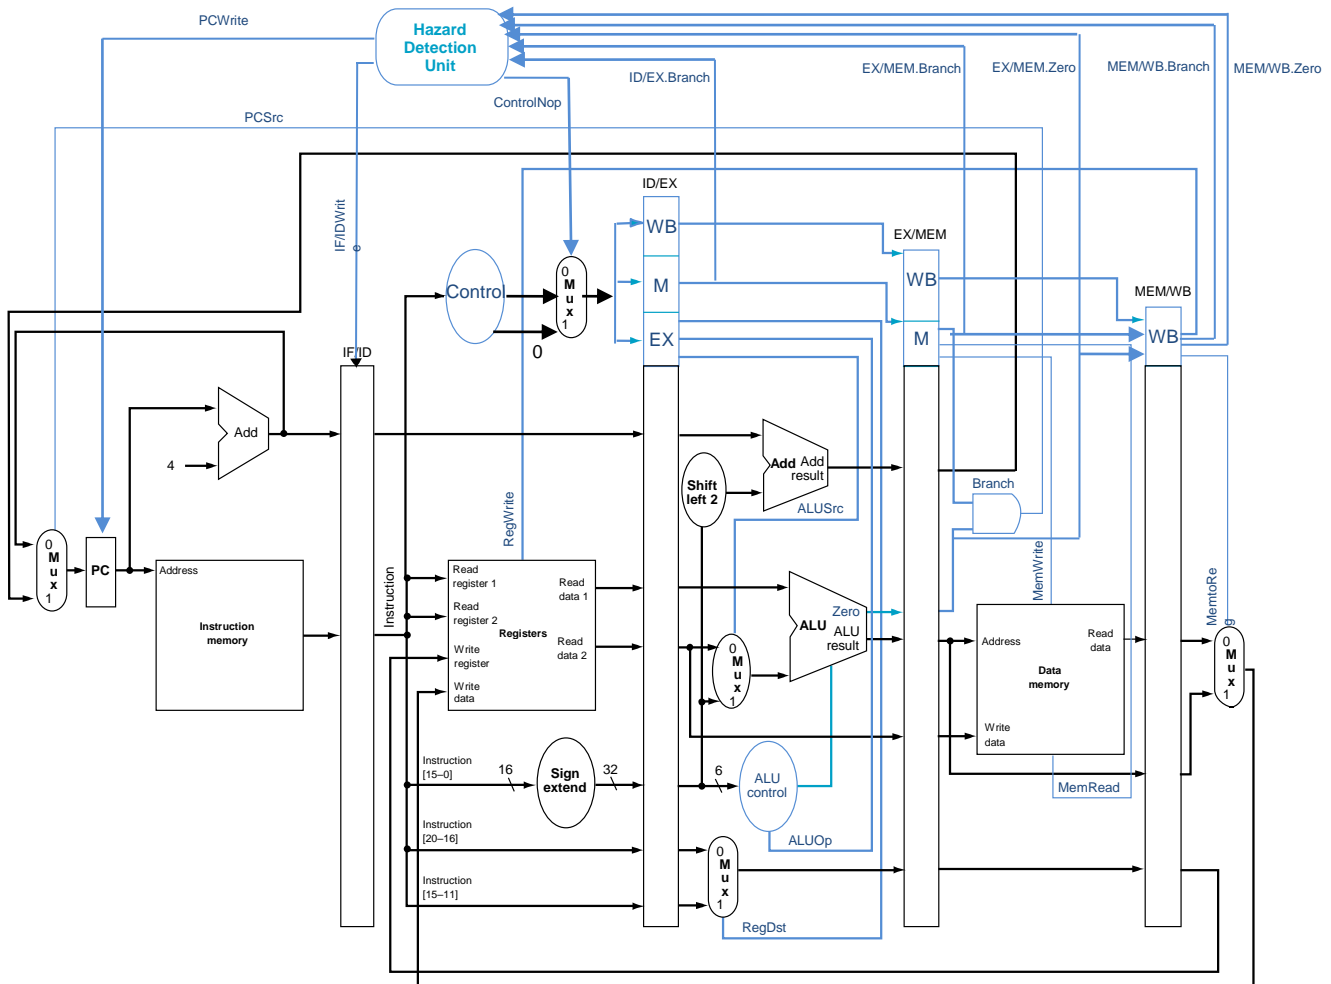 PCWrite
Hazard
Detection
Unit
ControlNop
ID/EX.Branch
EX/MEM.Branch
EX/MEM.Zero
MEM/WB.Branch
MEM/WB.Zero
PCSrc
IF/IDWrit
e
ID/EX
WB
M
EX
EX/MEM
WB
M
MEM/WB
WB
Control
0
M
u
x
1
0
IF/ID
Add
4
Add
Add
result
Shift
left 2
ALUSrc
Branch
RegWrite
MemWrite
MemtoRe
g
0
M
u
x
1
PC
Address
Instruction
memory
Instruction
Read
register 1
Read
register 2
Write
register
Write
data
Registers
Read
data 1
Read
data 2
0
M
u
x
1
Zero
ALU
ALU
result
Address
Read
data
Data
memory
Write
data
0
M
u
x
1
MemRead
Instruction
[15–0]
16
Sign
extend
32
6
ALU
control
ALUOp
Instruction
[20–16]
Instruction
[15–11]
0
M
u
x
1
RegDst